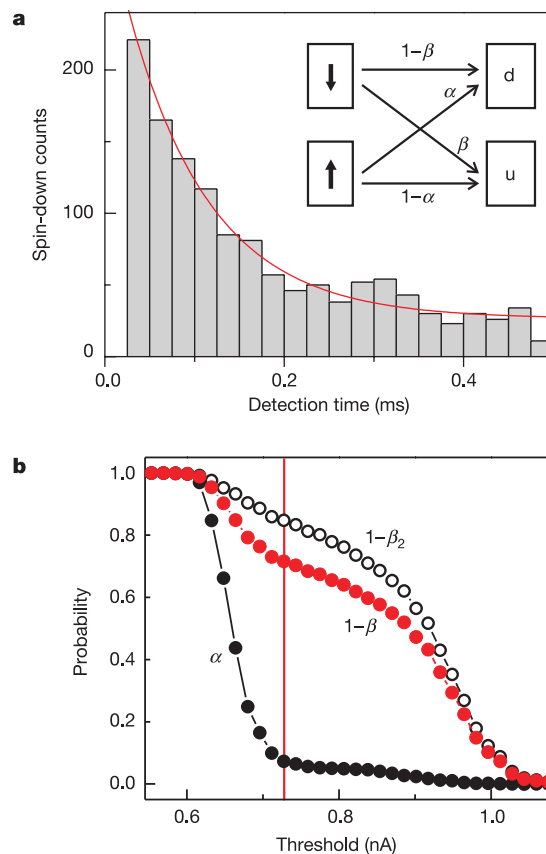 a
200
100
0
Spin-down counts
0.0
0.2
0.4
Detection time (ms)
1−β
α
β
1−α
d
u
b
1.0
0.8
0.6
0.4
0.2
0.0
Probability
1−β₂
1−β
α
0.6
0.8
1.0
Threshold (nA)